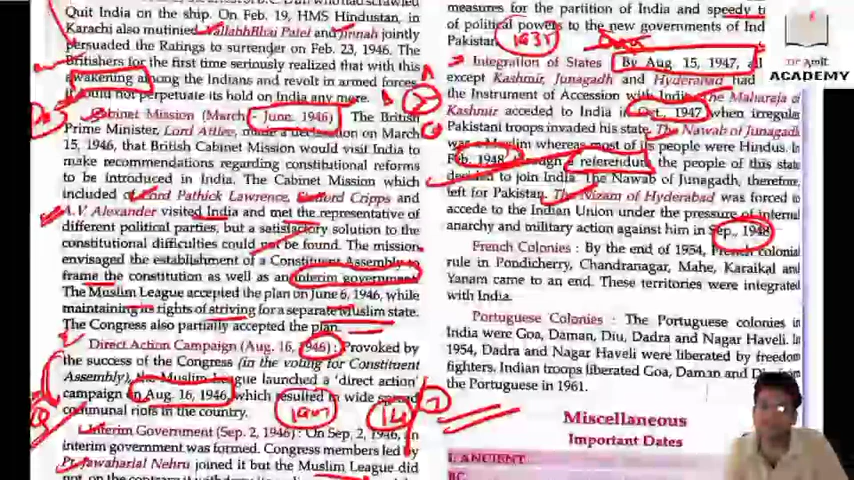 Quit India on the ship. On Feb. 19, HMS Hindustan, in
Karachi also mutinied VallabhBhai Patel and Jinnah jointly
persuaded the Ratings to surrender on Feb. 23, 1946. The
Britishers for the first time seriously realized that with this
awakening among the Indians and revolt in armed forces
could not perpetuate its hold on India any more.
Cabinet Mission (March - June, 1946) The British
Prime Minister, Lord Attlee, made a declaration on March
15, 1946, that British Cabinet Mission would visit India to
make recommendations regarding constitutional reforms
to be introduced in India. The Cabinet Mission which
included of Lord Pathick Lawrence, Stafford Cripps and
A.V. Alexander visited India and met the representative of
different political parties, but a satisfactory solution to the
constitutional difficulties could not be found. The mission
envisaged the establishment of a Constituent Assembly to
frame the constitution as well as an interim government.
The Muslim League accepted the plan on June 6, 1946, while
maintaining its rights of striving for a separate Muslim state.
The Congress also partially accepted the plan.
Direct Action Campaign (Aug. 16, 1946) : Provoked by
the success of the Congress (in the voting for Constituent
Assembly), the Muslim League launched a 'direct action'
campaign on Aug. 16, 1946, which resulted in wide spread
communal riots in the country.
1947
14
7
Interim Government (Sep. 2, 1946) : On Sep. 2, 1946, an
interim government was formed. Congress members led by
Pt. Jawaharlal Nehru joined it but the Muslim League did
measures for the partition of India and speedy
of political powers to the new governments of Ind
Pakistan.
Integration of States : By Aug. 15, 1947, all
except Kashmir, Junagadh and Hyderabad had
the Instrument of Accession with India. The Maharaja of
Kashmir acceded to India in Oct., 1947 when irregular
Pakistani troops invaded his state. The Nawab of Junagadh
was a Muslim whereas most of its people were Hindus. In
Feb. 1948 through a referendum, the people of this state
decided to join India. The Nawab of Junagadh, therefore,
left for Pakistan. The Nizam of Hyderabad was forced to
accede to the Indian Union under the pressure of internal
anarchy and military action against him in Sep., 1948
French Colonies : By the end of 1954, French colonial
rule in Pondicherry, Chandranagar, Mahe, Karaikal and
Yanam came to an end. These territories were integrated
with India.
Portuguese Colonies : The Portuguese colonies in
India were Goa, Daman, Diu, Dadra and Nagar Haveli. In
1954, Dadra and Nagar Haveli were liberated by freedom
fighters. Indian troops liberated Goa, Daman and
the Portuguese in 1961.
Miscellaneous
Important Dates
I. ANCIENT
BC
ACADEMY